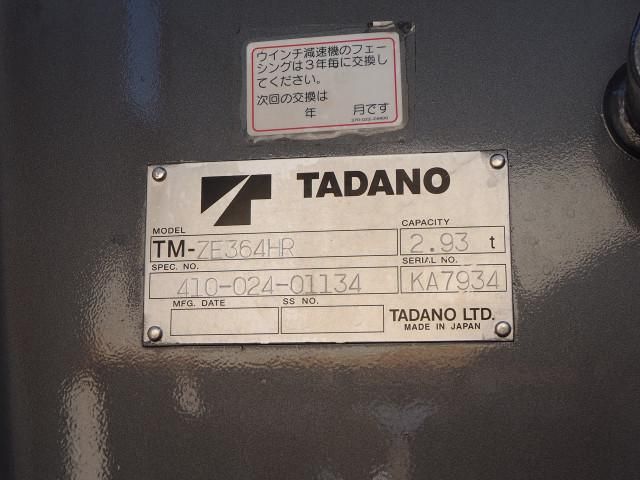 ウインチ減速機のフェー
シングは3年毎に交換し
てください。
次回の交換は
年 月です
TADANO
MODEL CAPACITY
TM-ZE364HR 2.93 t
SPEC. NO. SERIAL NO.
410-024-01134 KA7934
MFG. DATE SS NO.
TADANO LTD.
MADE IN JAPAN